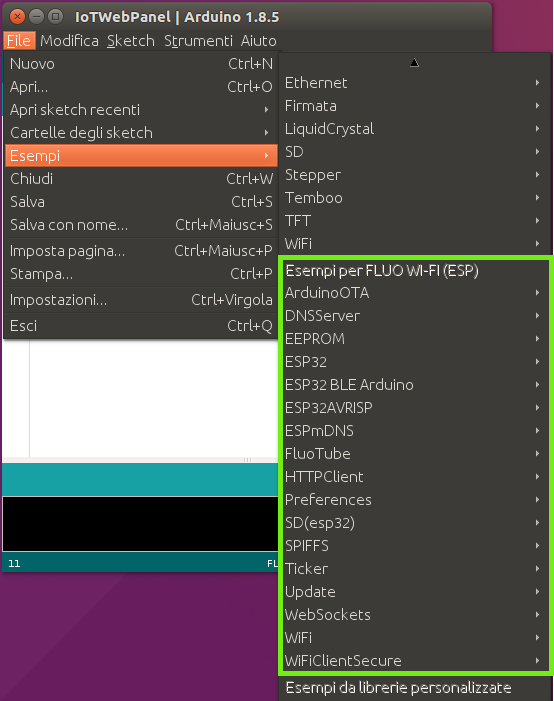 IoTWebPanel | Arduino 1.8.5
File Modifica Sketch Strumenti Aiuto
Nuovo Ctrl+N
Apri... Ctrl+O
Apri sketch recenti
Cartelle degli sketch
Esempi
Chiudi Ctrl+W
Salva Ctrl+S
Salva con nome... Ctrl+Maiusc+S
Imposta pagina... Ctrl+Maiusc+P
Stampa... Ctrl+P
Impostazioni... Ctrl+Virgola
Esci Ctrl+Q
Ethernet
Firmata
LiquidCrystal
SD
Stepper
Temboo
TFT
WiFi
Esempi per FLUO WI-FI (ESP)
ArduinoOTA
DNSServer
EEPROM
ESP32
ESP32 BLE Arduino
ESP32AVRISP
ESPmDNS
FluoTube
HTTPClient
Preferences
SD(esp32)
SPIFFS
Ticker
Update
WebSockets
WiFi
WiFiClientSecure
Esempi da librerie personalizzate
11 FL